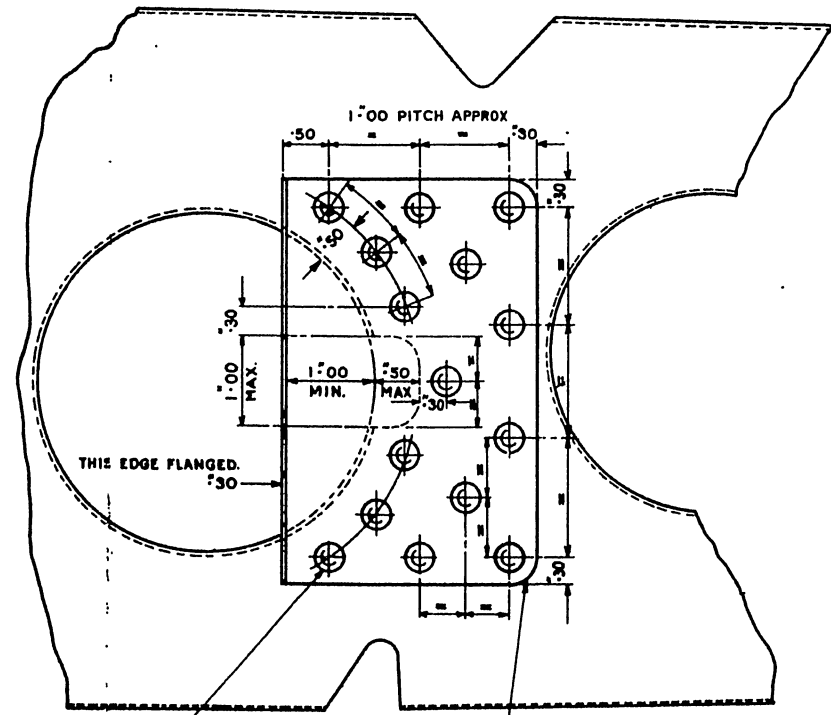 1·"00 PITCH APPROX
·50 = = ·"30
·"30
=
·"50
=
=
·"30
1·"00 MAX.
1·"00 MIN.
·"50 MAX
·"30
=
=
=
THIS EDGE FLANGED.
·"30
=
=
=
·"30
= =